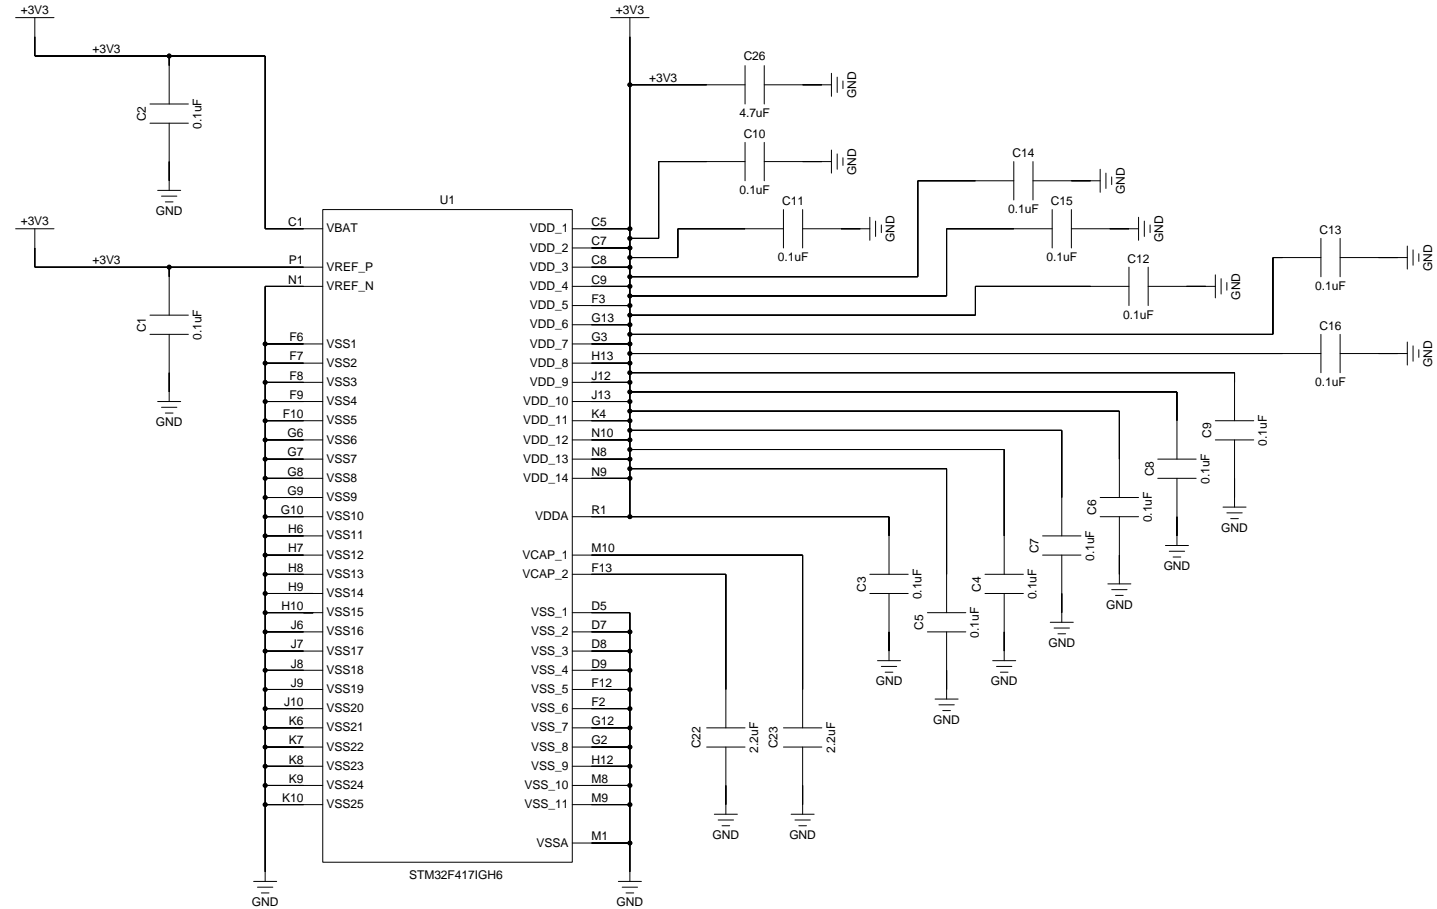 +3V3
+3V3
+3V3
+3V3
C2
0.1uF
GND
C26
4.7uF
GND
C10
0.1uF
GND
C14
0.1uF
GND
C11
0.1uF
GND
C15
0.1uF
GND
C13
0.1uF
GND
C12
0.1uF
GND
C16
0.1uF
GND
+3V3
+3V3
C1
0.1uF
GND
U1
C1 VBAT VDD_1 C5
VDD_2 C7
P1 VREF_P VDD_3 C8
N1 VREF_N VDD_4 C9
VDD_5 F3
VDD_6 G13
F6 VSS1 VDD_7 G3
F7 VSS2 VDD_8 H13
F8 VSS3 VDD_9 J12
F9 VSS4 VDD_10 J13
F10 VSS5 VDD_11 K4
G6 VSS6 VDD_12 N10
G7 VSS7 VDD_13 N8
G8 VSS8 VDD_14 N9
G9 VSS9
G10 VSS10 VDDA R1
H6 VSS11
H7 VSS12 VCAP_1 M10
H8 VSS13 VCAP_2 F13
H9 VSS14
H10 VSS15 VSS_1 D5
J6 VSS16 VSS_2 D7
J7 VSS17 VSS_3 D8
J8 VSS18 VSS_4 D9
J9 VSS19 VSS_5 F12
J10 VSS20 VSS_6 F2
K6 VSS21 VSS_7 G12
K7 VSS22 VSS_8 G2
K8 VSS23 VSS_9 H12
K9 VSS24 VSS_10 M8
K10 VSS25 VSS_11 M9
VSSA M1
STM32F417IGH6
GND
GND
C9
0.1uF
GND
C8
0.1uF
GND
C6
0.1uF
GND
C7
0.1uF
GND
C4
0.1uF
GND
C3
0.1uF
GND
C5
0.1uF
GND
C22
2.2uF
GND
C23
2.2uF
GND